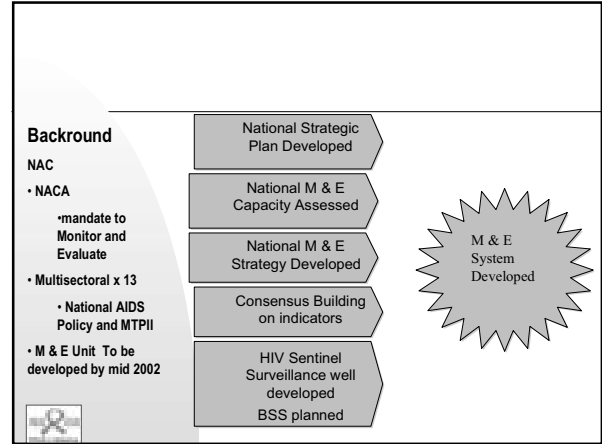 Backround
NAC
• NACA
•mandate to
Monitor and
Evaluate
• Multisectoral x 13
• National AIDS
Policy and MTPII
• M & E Unit To be
developed by mid 2002
National Strategic
Plan Developed
National M & E
Capacity Assessed
National M & E
Strategy Developed
Consensus Building
on indicators
HIV Sentinel
Surveillance well
developed
BSS planned
M & E
System
Developed